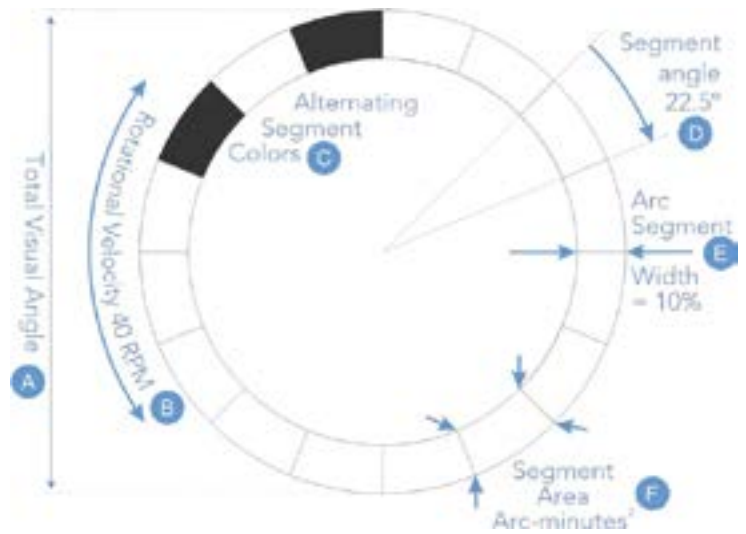 Total Visual Angle
A
Rotational Velocity 40 RPM
B
Alternating
Segment
Colors C
Segment
angle
22.5°
D
Arc
Segment
E
Width
= 10%
Segment
Area F
Arc-minutes²